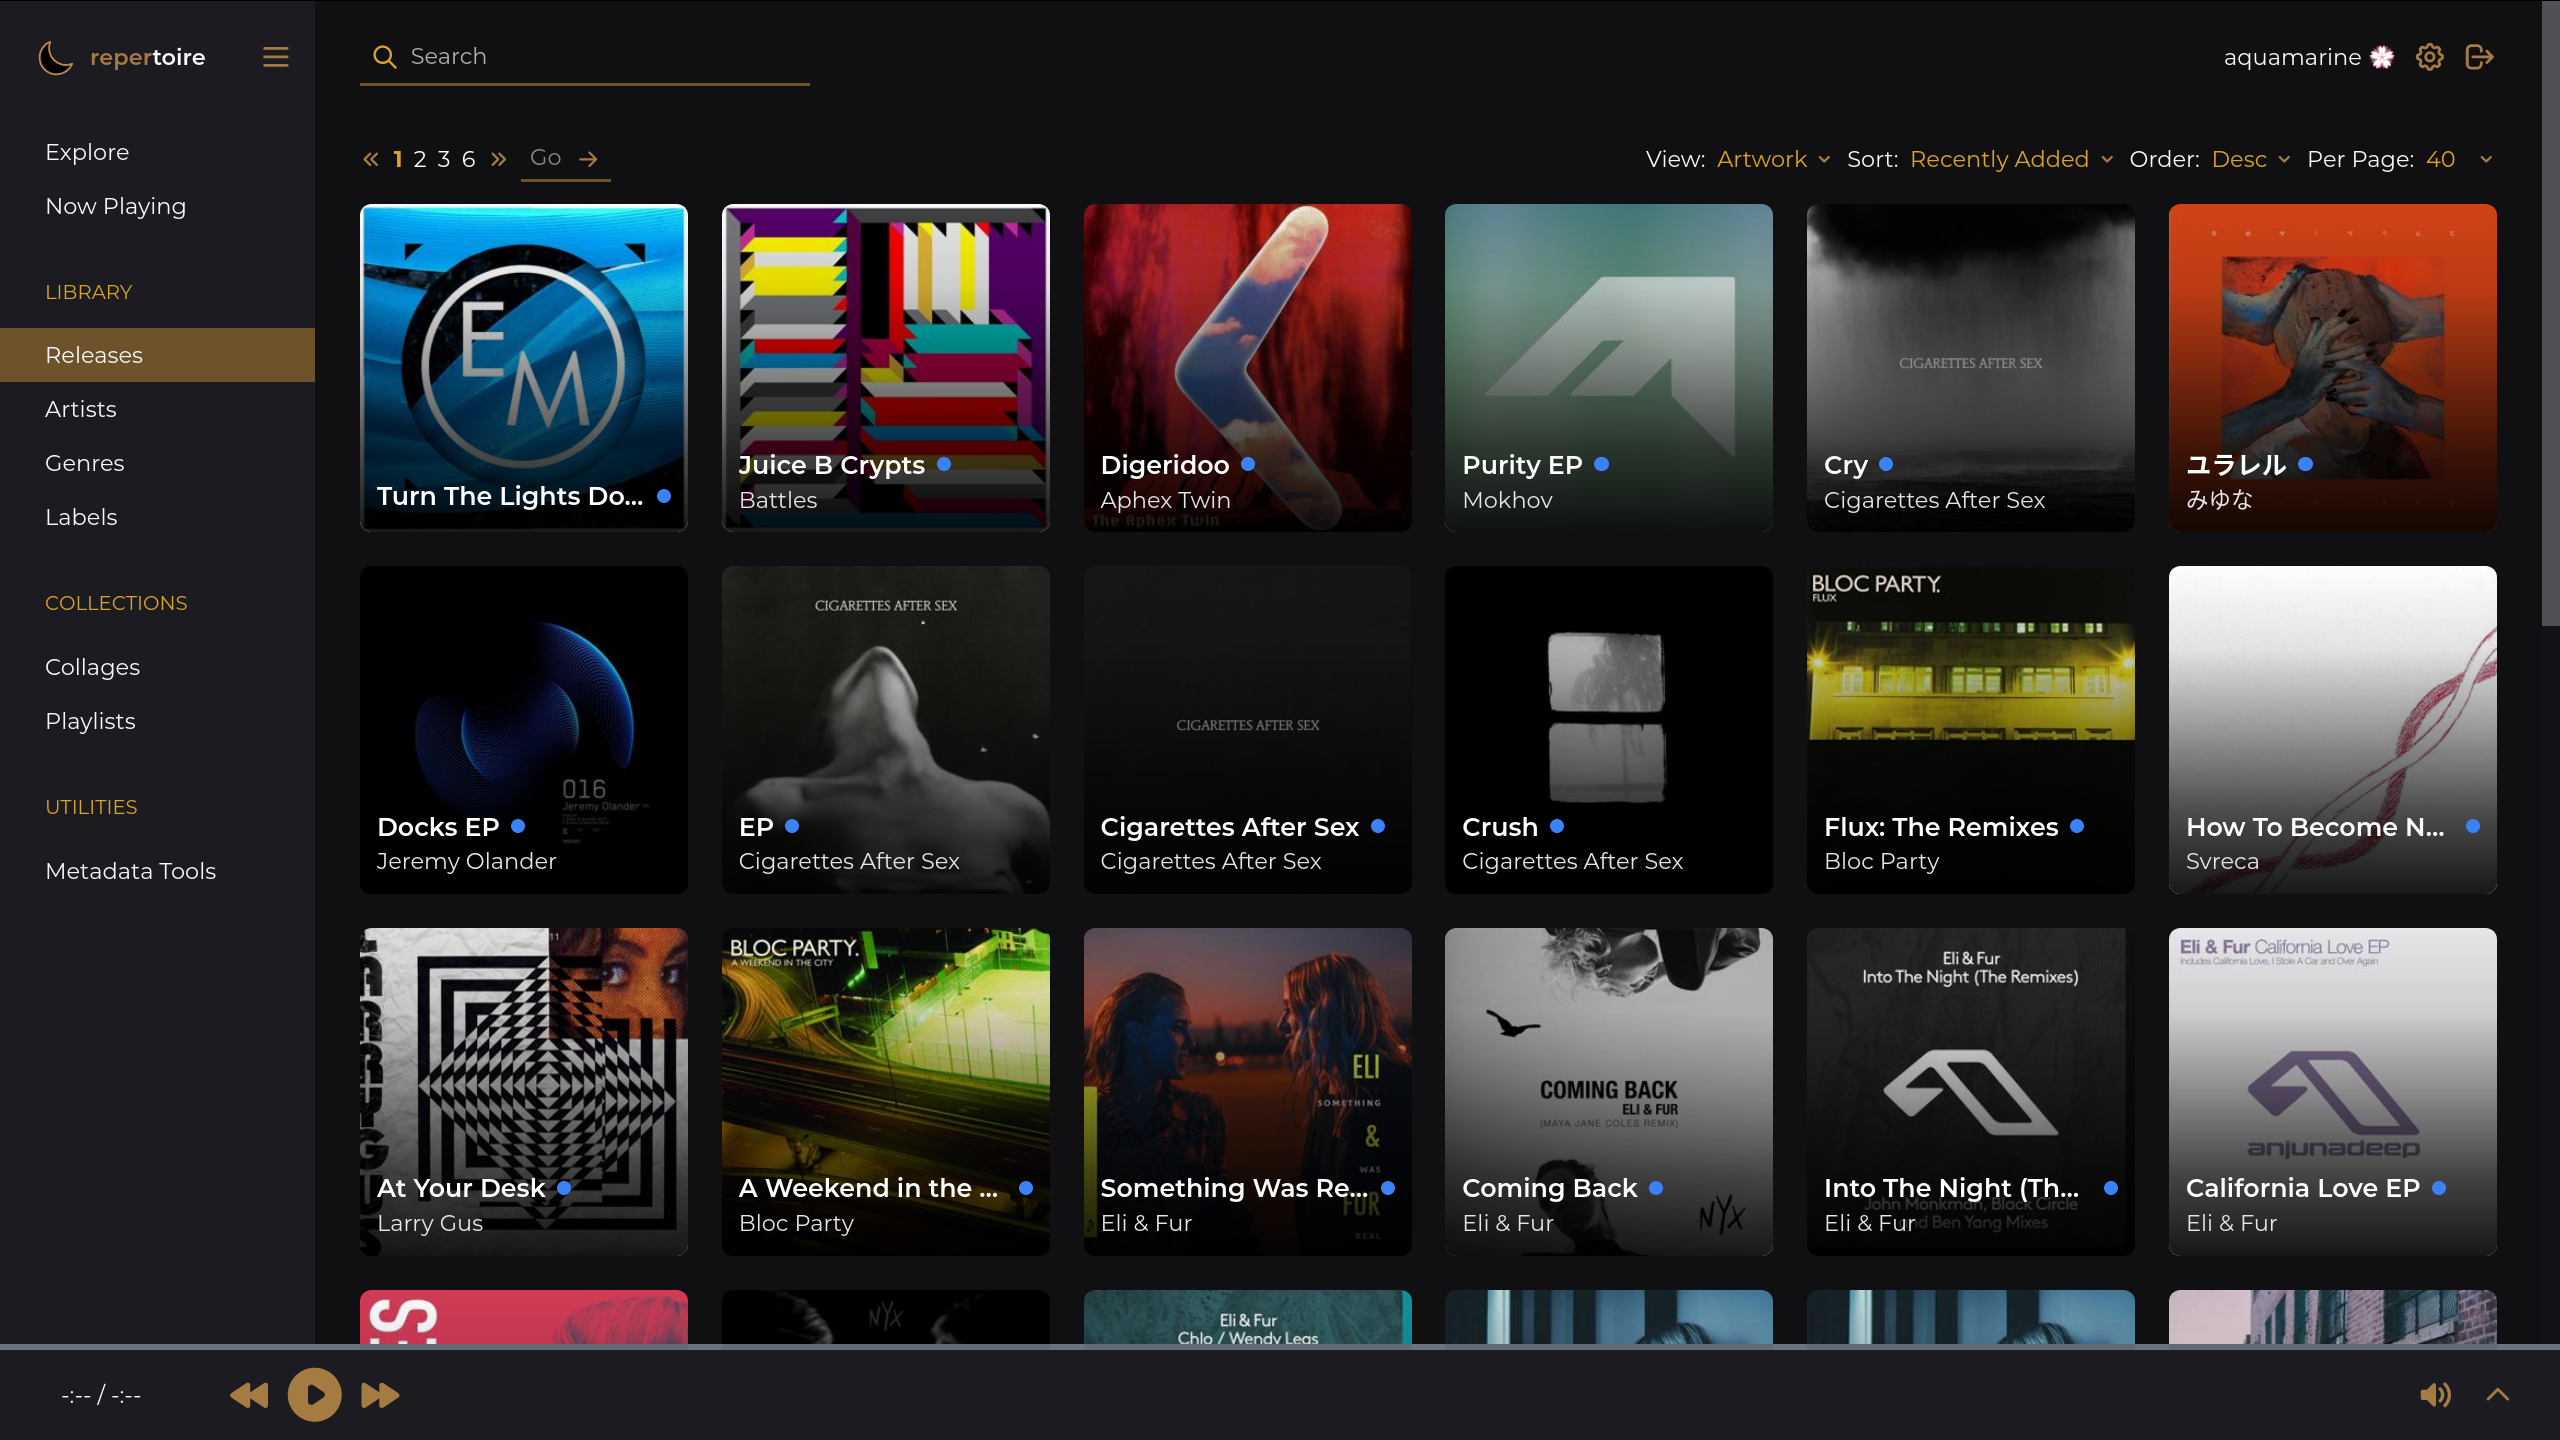 repertoire
Search
aquamarine
Explore
Now Playing
LIBRARY
Releases
Artists
Genres
Labels
COLLECTIONS
Collages
Playlists
UTILITIES
Metadata Tools
« 1 2 3 6 » Go →
View: Artwork Sort: Recently Added Order: Desc Per Page: 40
EM
Turn The Lights Do...
Juice B Crypts
Battles
Digeridoo
Aphex Twin
The Aphex Twin
Purity EP
Mokhov
CIGARETTES AFTER SEX
Cry
Cigarettes After Sex
ユラレル
みゆな
016
Jeremy Olander
Docks EP
Jeremy Olander
CIGARETTES AFTER SEX
EP
Cigarettes After Sex
CIGARETTES AFTER SEX
Cigarettes After Sex
Cigarettes After Sex
Crush
Cigarettes After Sex
BLOC PARTY.
FLUX
Flux: The Remixes
Bloc Party
How To Become N...
Svreca
At Your Desk
Larry Gus
BLOC PARTY.
A WEEKEND IN THE CITY
A Weekend in the ...
Bloc Party
ELI
SOMETHING
&
WAS
FUR
REAL
Something Was Re...
Eli & Fur
COMING BACK
ELI & FUR
(MAYA JANE COLES REMIX)
NYX
Coming Back
Eli & Fur
Eli & Fur
Into The Night (The Remixes)
Into The Night (Th...
John Monkman, Black Circle
and Ben Yang Mixes
Eli & Fur
Eli & Fur California Love EP
Includes California Love, I Stole A Car and Over Again
anjunadeep
California Love EP
Eli & Fur
NYX
Eli & Fur
Chlo / Wendy Legs
-:-- / -:--